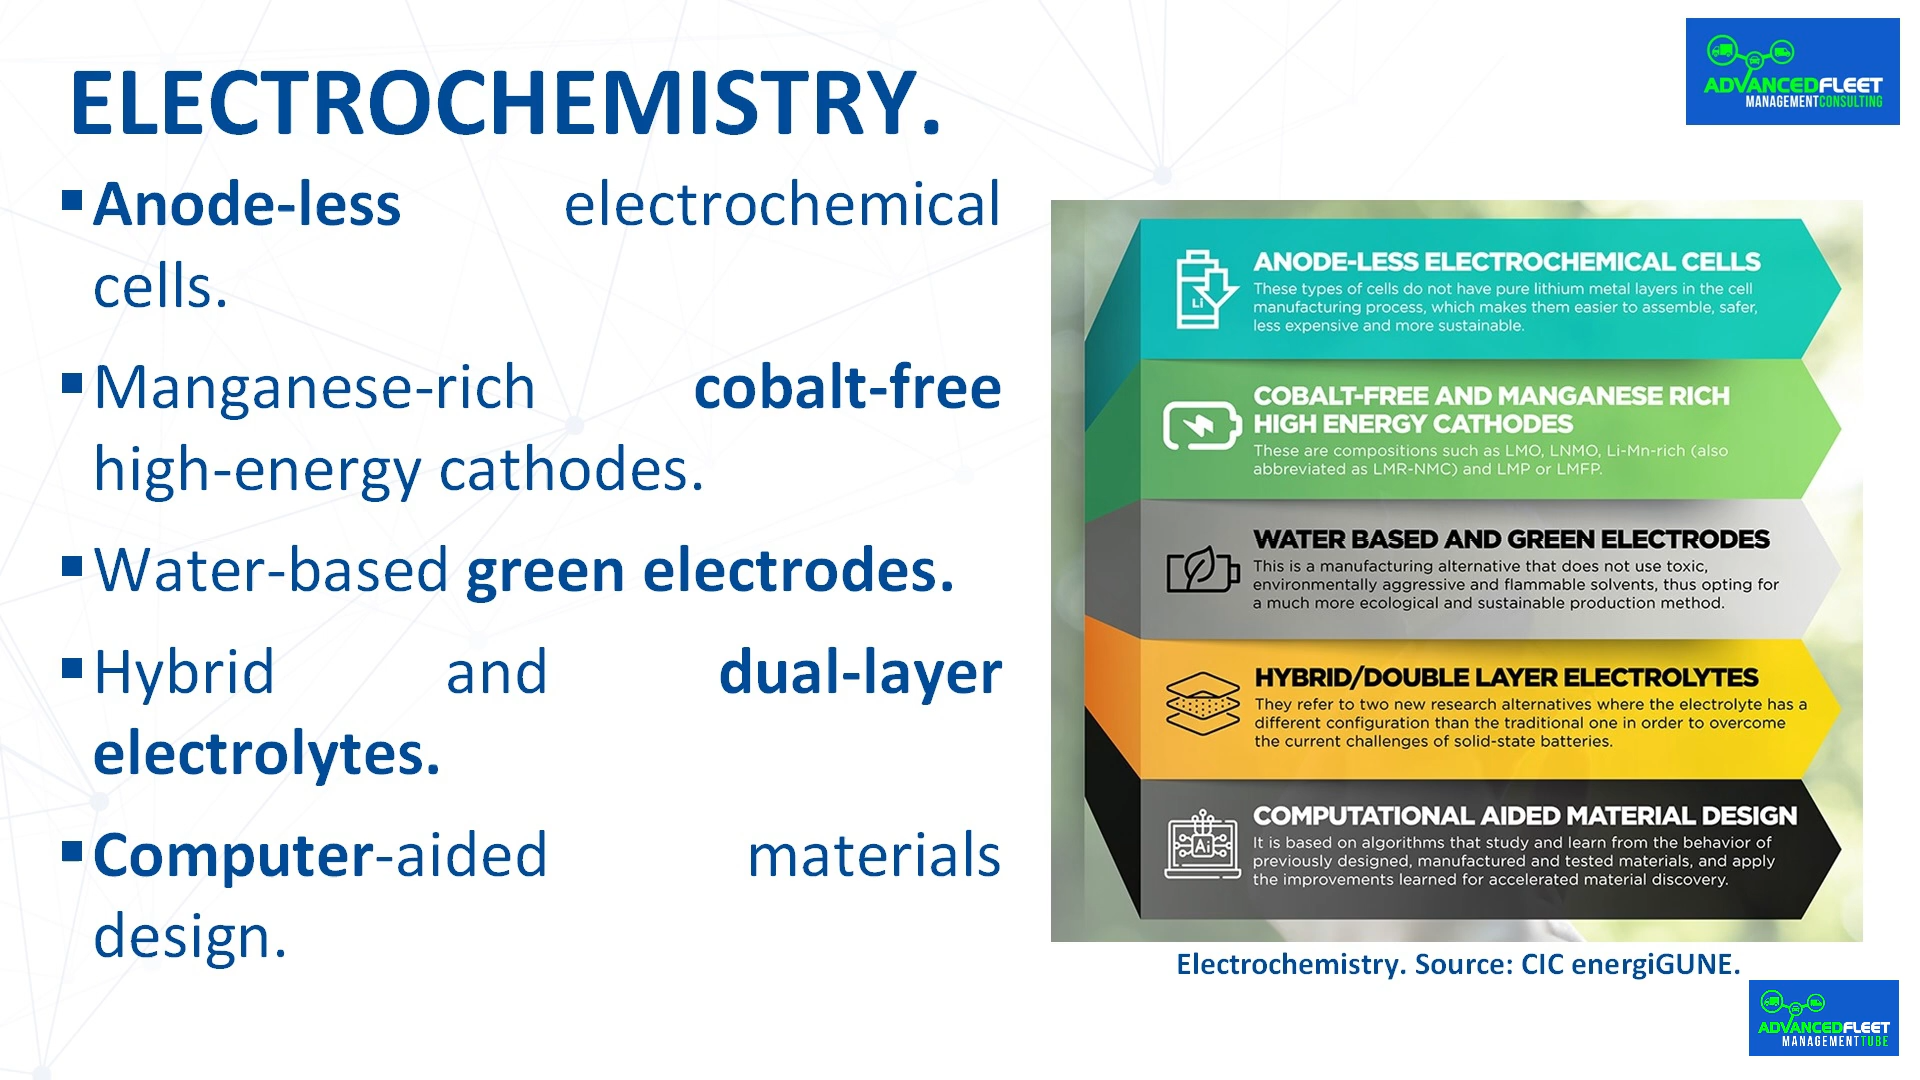 ELECTROCHEMISTRY.
ADVANCEDFLEET
MANAGEMENTCONSULTING
▪Anode-less electrochemical
cells.
▪Manganese-rich cobalt-free
high-energy cathodes.
▪Water-based green electrodes.
▪Hybrid and dual-layer
electrolytes.
▪Computer-aided materials
design.
Li
ANODE-LESS ELECTROCHEMICAL CELLS
These types of cells do not have pure lithium metal layers in the cell
manufacturing process, which makes them easier to assemble, safer,
less expensive and more sustainable.
COBALT-FREE AND MANGANESE RICH
HIGH ENERGY CATHODES
These are compositions such as LMO, LNMO, Li-Mn-rich (also
abbreviated as LMR-NMC) and LMP or LMFP.
WATER BASED AND GREEN ELECTRODES
This is a manufacturing alternative that does not use toxic,
environmentally aggressive and flammable solvents, thus opting for
a much more ecological and sustainable production method.
HYBRID/DOUBLE LAYER ELECTROLYTES
They refer to two new research alternatives where the electrolyte has a
different configuration than the traditional one in order to overcome
the current challenges of solid-state batteries.
Ai
COMPUTATIONAL AIDED MATERIAL DESIGN
It is based on algorithms that study and learn from the behavior of
previously designed, manufactured and tested materials, and apply
the improvements learned for accelerated material discovery.
Electrochemistry. Source: CIC energiGUNE.
ADVANCEDFLEET
MANAGEMENTTUBE